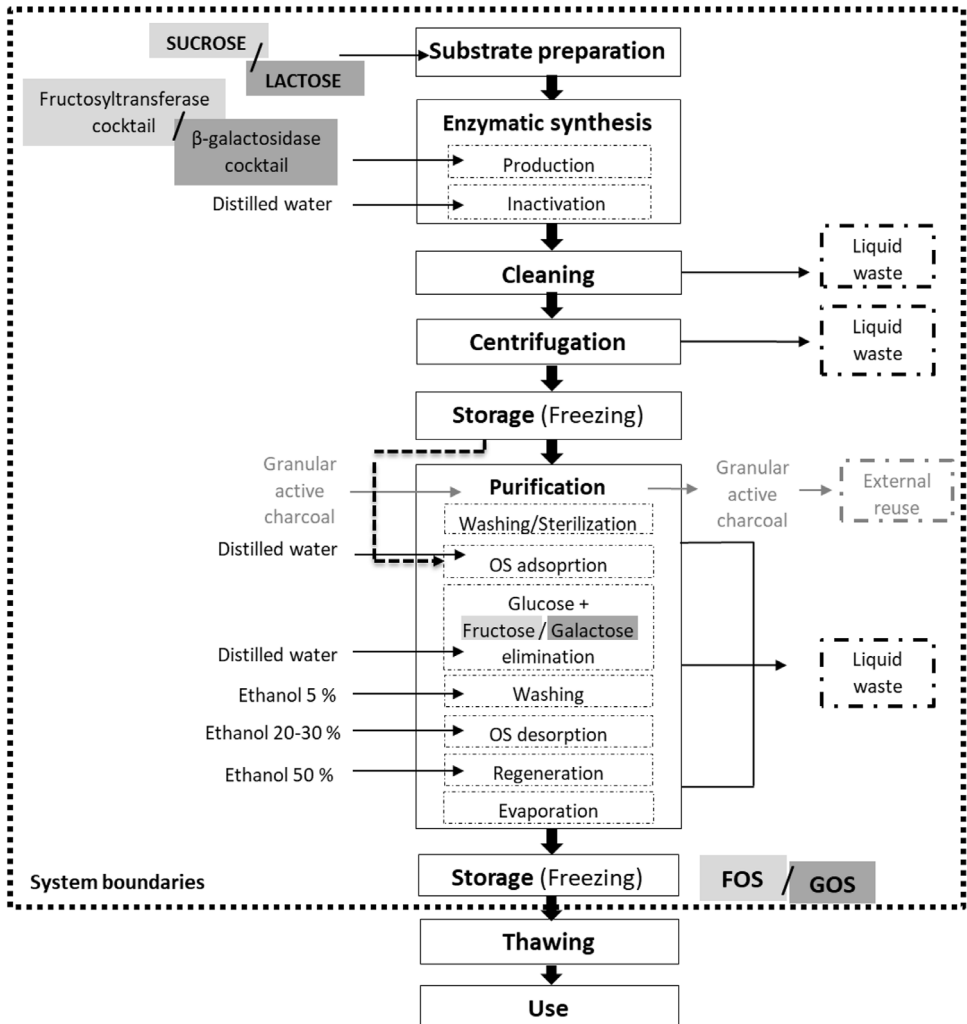 SUCROSE
/
LACTOSE
Substrate preparation
Fructosyltransferase
cocktail
/
β-galactosidase
cocktail
Distilled water
Enzymatic synthesis
Production
Inactivation
Cleaning
Liquid
waste
Centrifugation
Liquid
waste
Storage (Freezing)
Granular
active
charcoal
Purification
Granular
active
charcoal
External
reuse
Washing/Sterilization
Distilled water
OS adsoprtion
Glucose +
Fructose / Galactose
elimination
Distilled water
Liquid
waste
Ethanol 5 %
Washing
Ethanol 20-30 %
OS desorption
Ethanol 50 %
Regeneration
Evaporation
Storage (Freezing)
FOS / GOS
System boundaries
Thawing
Use